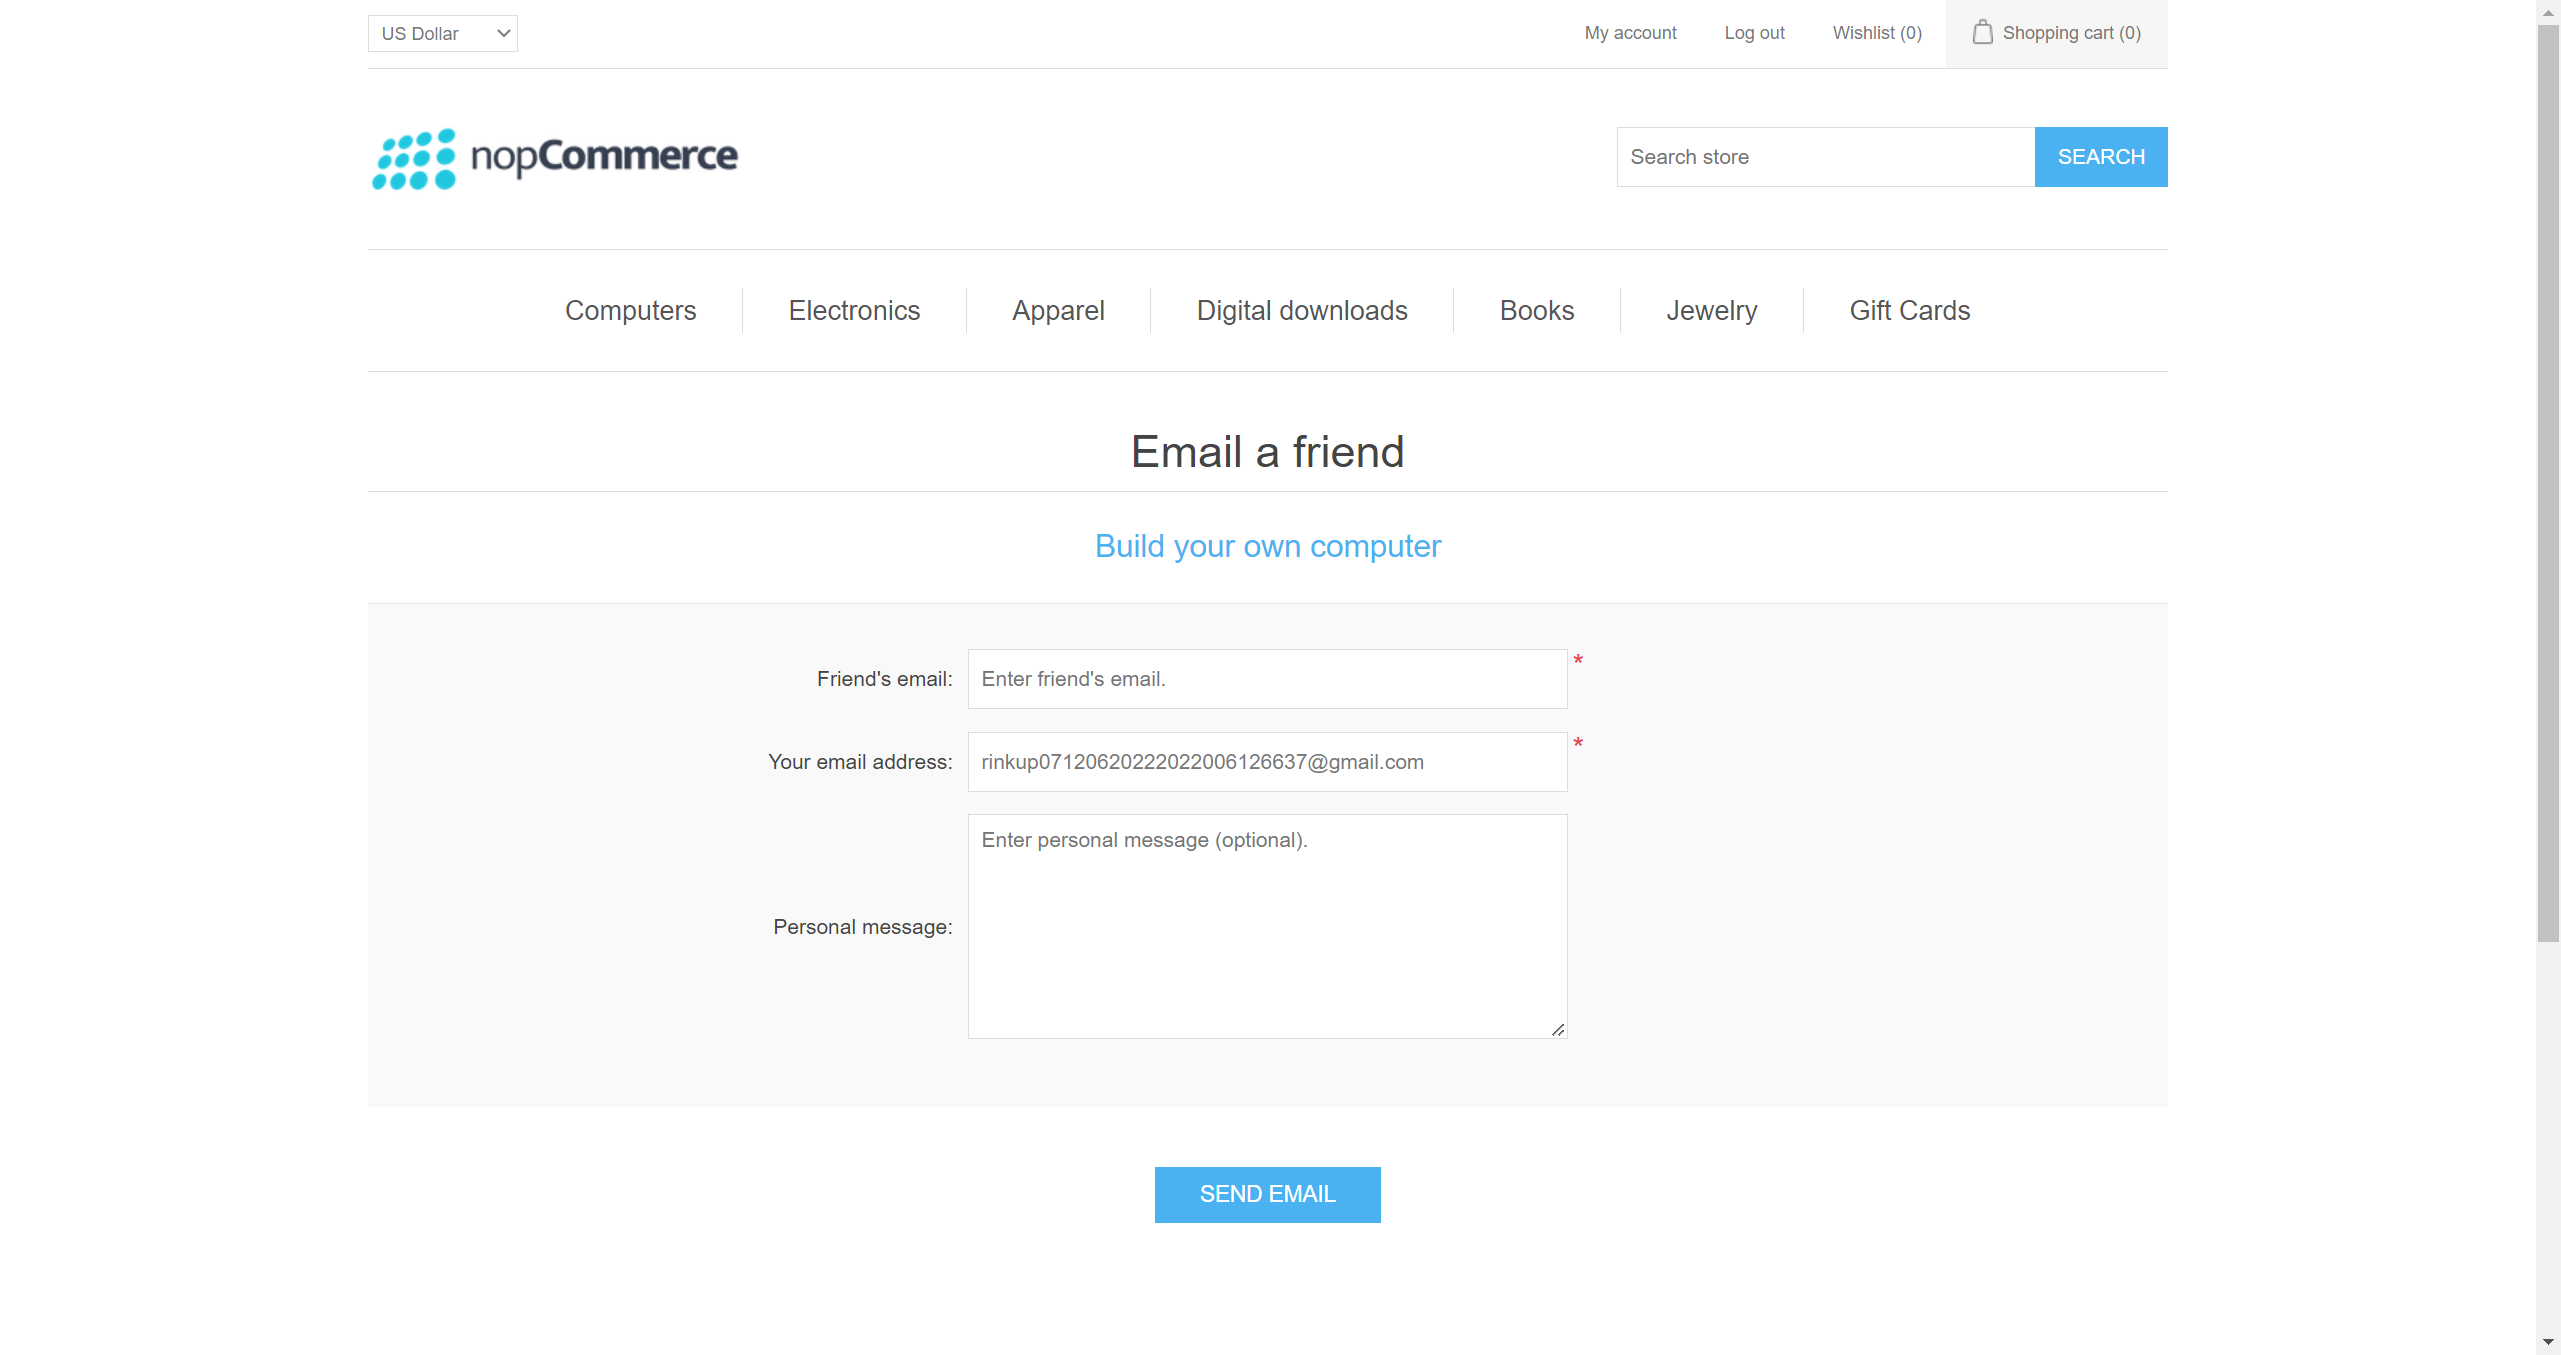 US Dollar
My account
Log out
Wishlist (0)
Shopping cart (0)
nopCommerce
Search store
SEARCH
Computers
Electronics
Apparel
Digital downloads
Books
Jewelry
Gift Cards
Email a friend
Build your own computer
Friend's email:
Enter friend's email.
*
Your email address:
rinkup07120620222022006126637@gmail.com
*
Personal message:
Enter personal message (optional).
SEND EMAIL